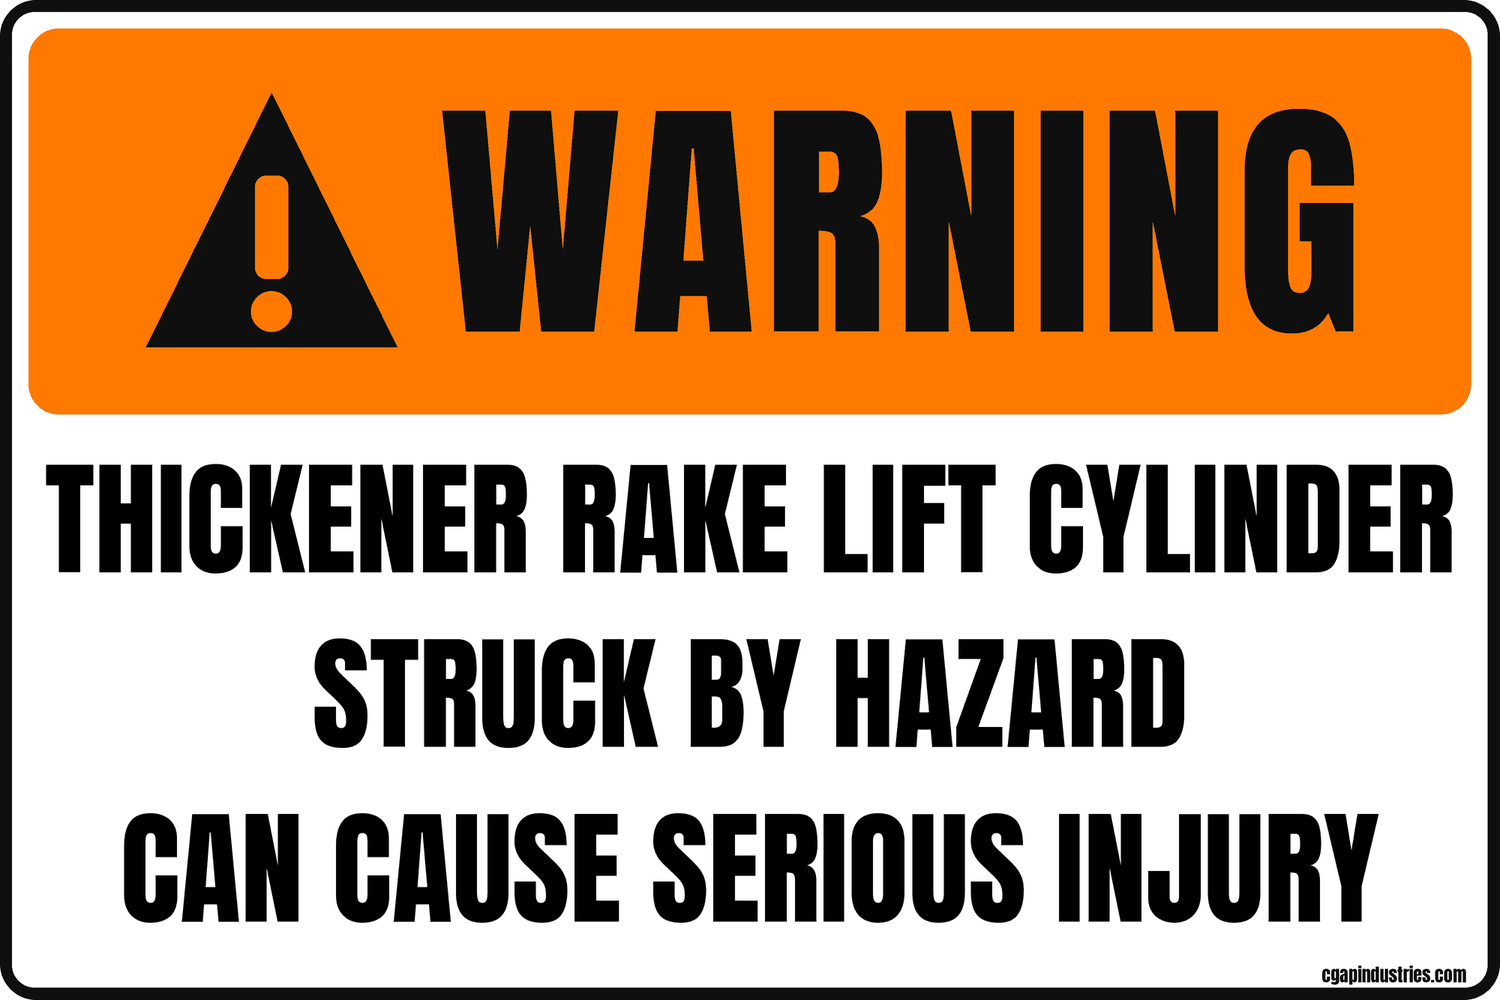 WARNING
THICKENER RAKE LIFT CYLINDER
STRUCK BY HAZARD
CAN CAUSE SERIOUS INJURY
cgapindustries.com